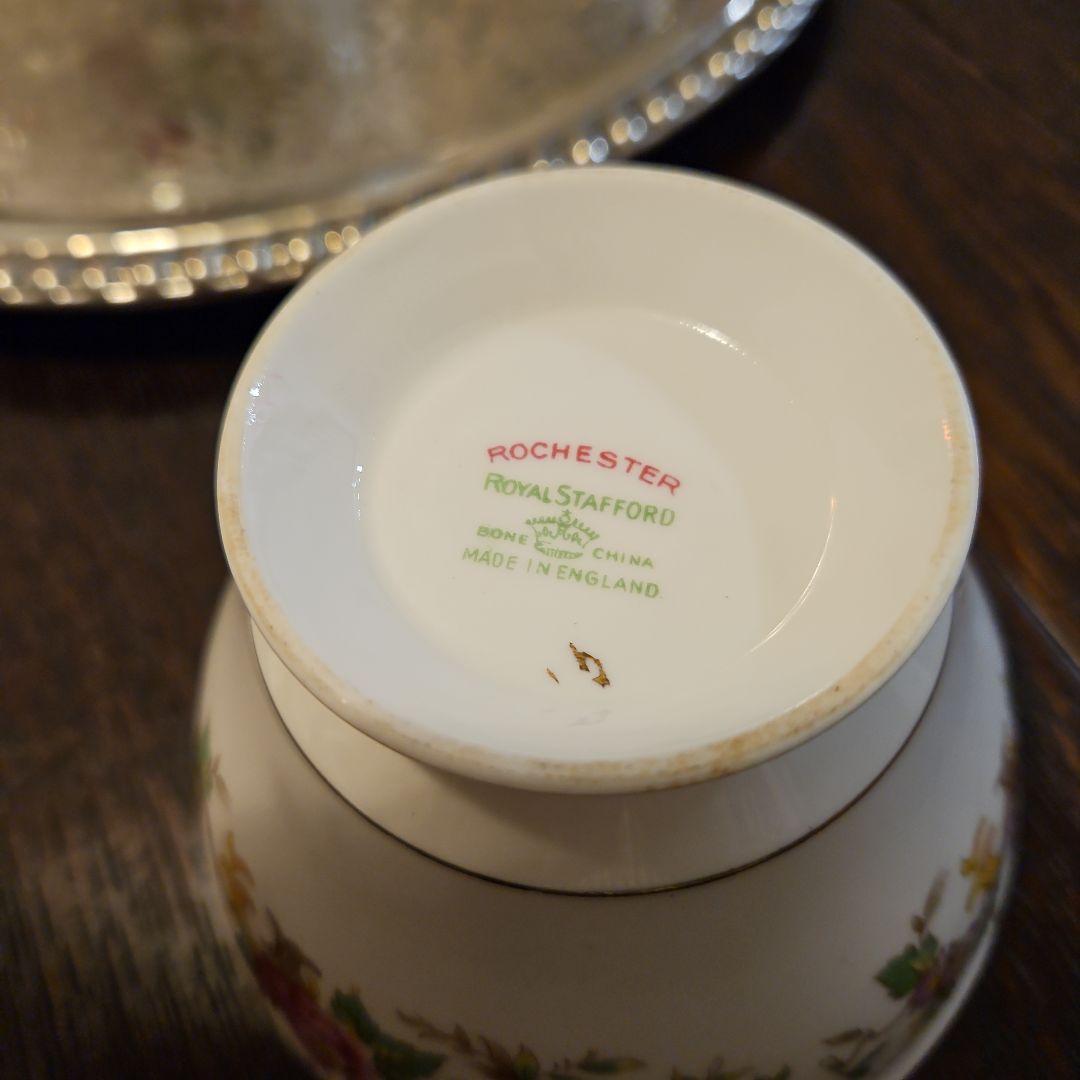 ROCHESTER
ROYAL STAFFORD
BONE CHINA
MADE IN ENGLAND